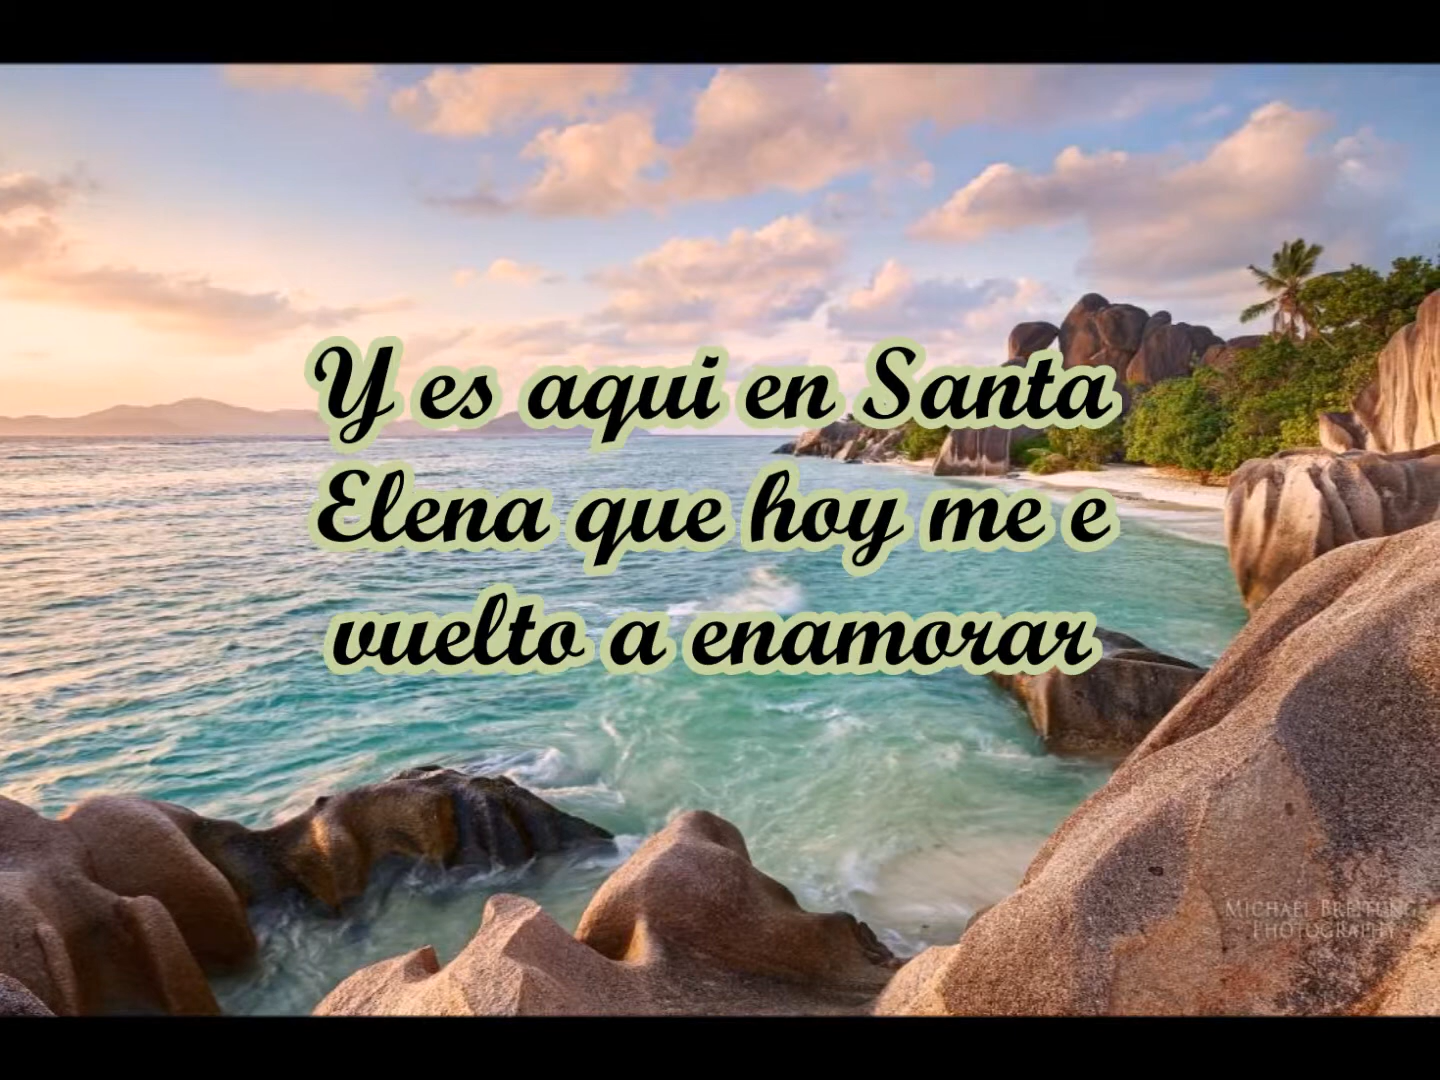 Y es aqui en Santa
Elena que hoy me e
vuelto a enamorar
Michael Breitung
Photography